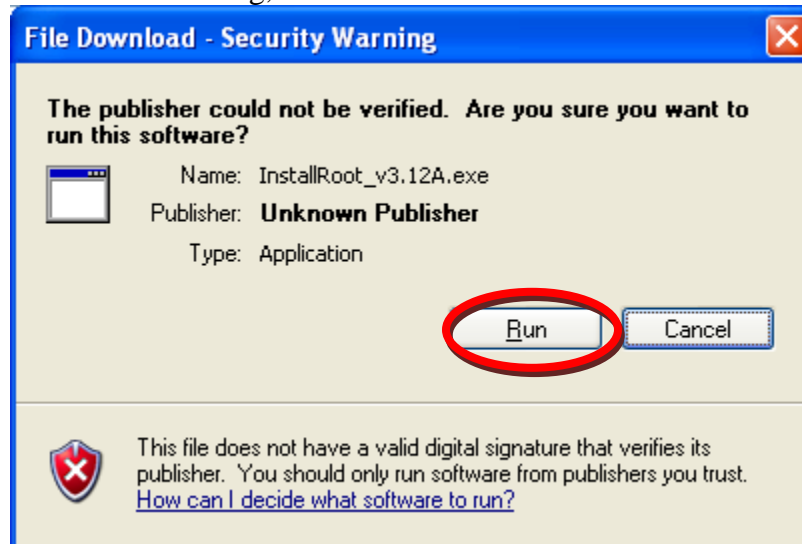 File Download - Security Warning
The publisher could not be verified. Are you sure you want to
run this software?
Name: InstallRoot_v3.12A.exe
Publisher: Unknown Publisher
Type: Application
Run Cancel
This file does not have a valid digital signature that verifies its
publisher. You should only run software from publishers you trust.
How can I decide what software to run?